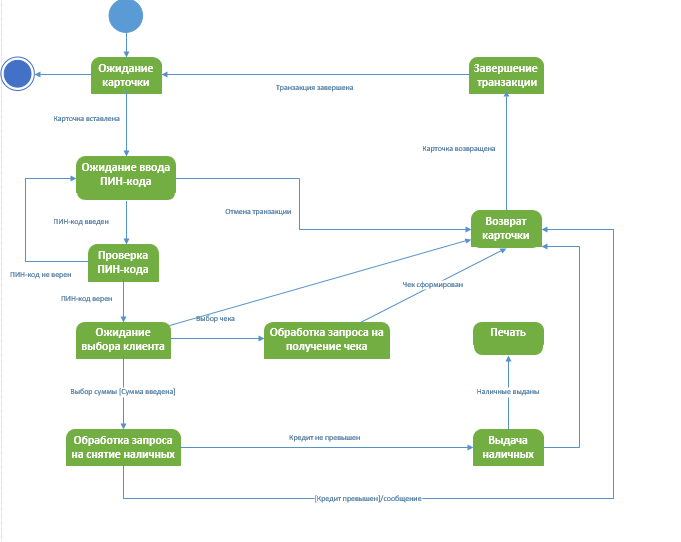 Ожидание
карточки
Завершение
транзакции
Транзакция завершена
Карточка вставлена
Карточка возвращена
Ожидание ввода
ПИН-кода
Отмена транзакции
ПИН-код введен
Возврат
карточки
Проверка
ПИН-кода
ПИН-код не верен
Чек сформирован
ПИН-код верен
Выбор чека
Ожидание
выбора клиента
Обработка запроса на
получение чека
Печать
Выбор суммы [Сумма введена]
Наличные выданы
Обработка запроса
на снятие наличных
Кредит не превышен
Выдача
наличных
[Кредит превышен]/сообщение